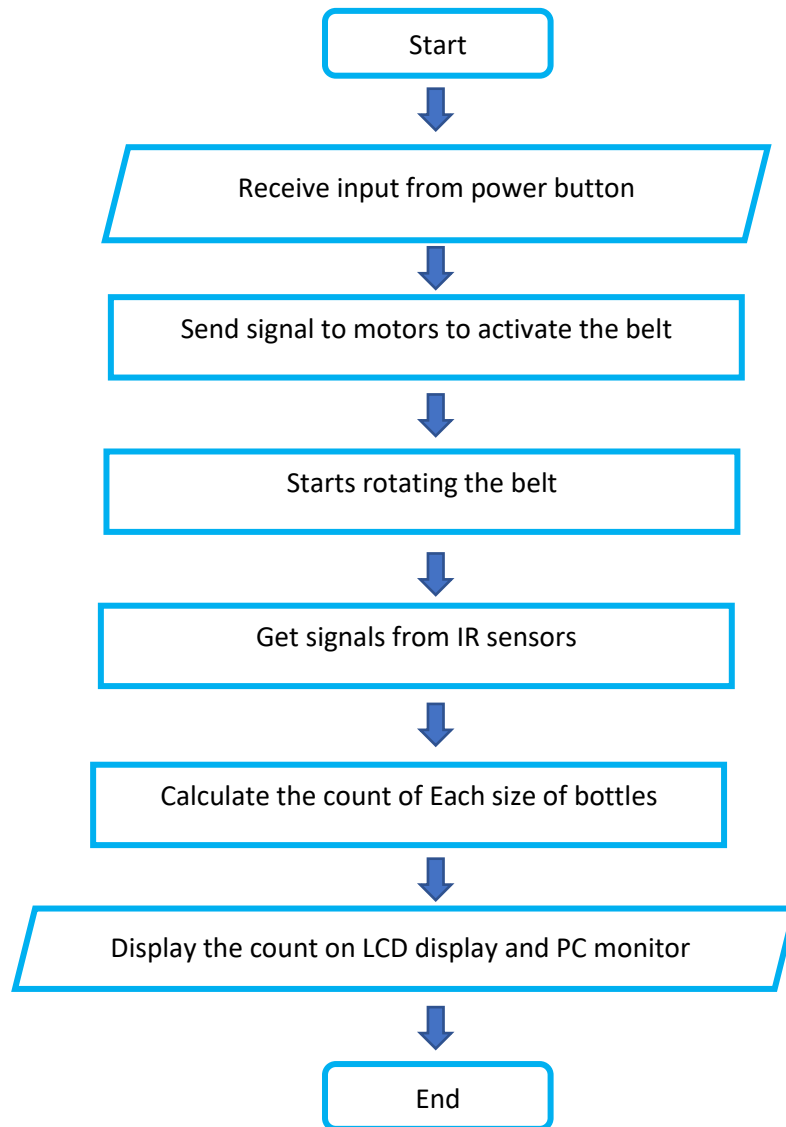 Start
Receive input from power button
Send signal to motors to activate the belt
Starts rotating the belt
Get signals from IR sensors
Calculate the count of Each size of bottles
Display the count on LCD display and PC monitor
End